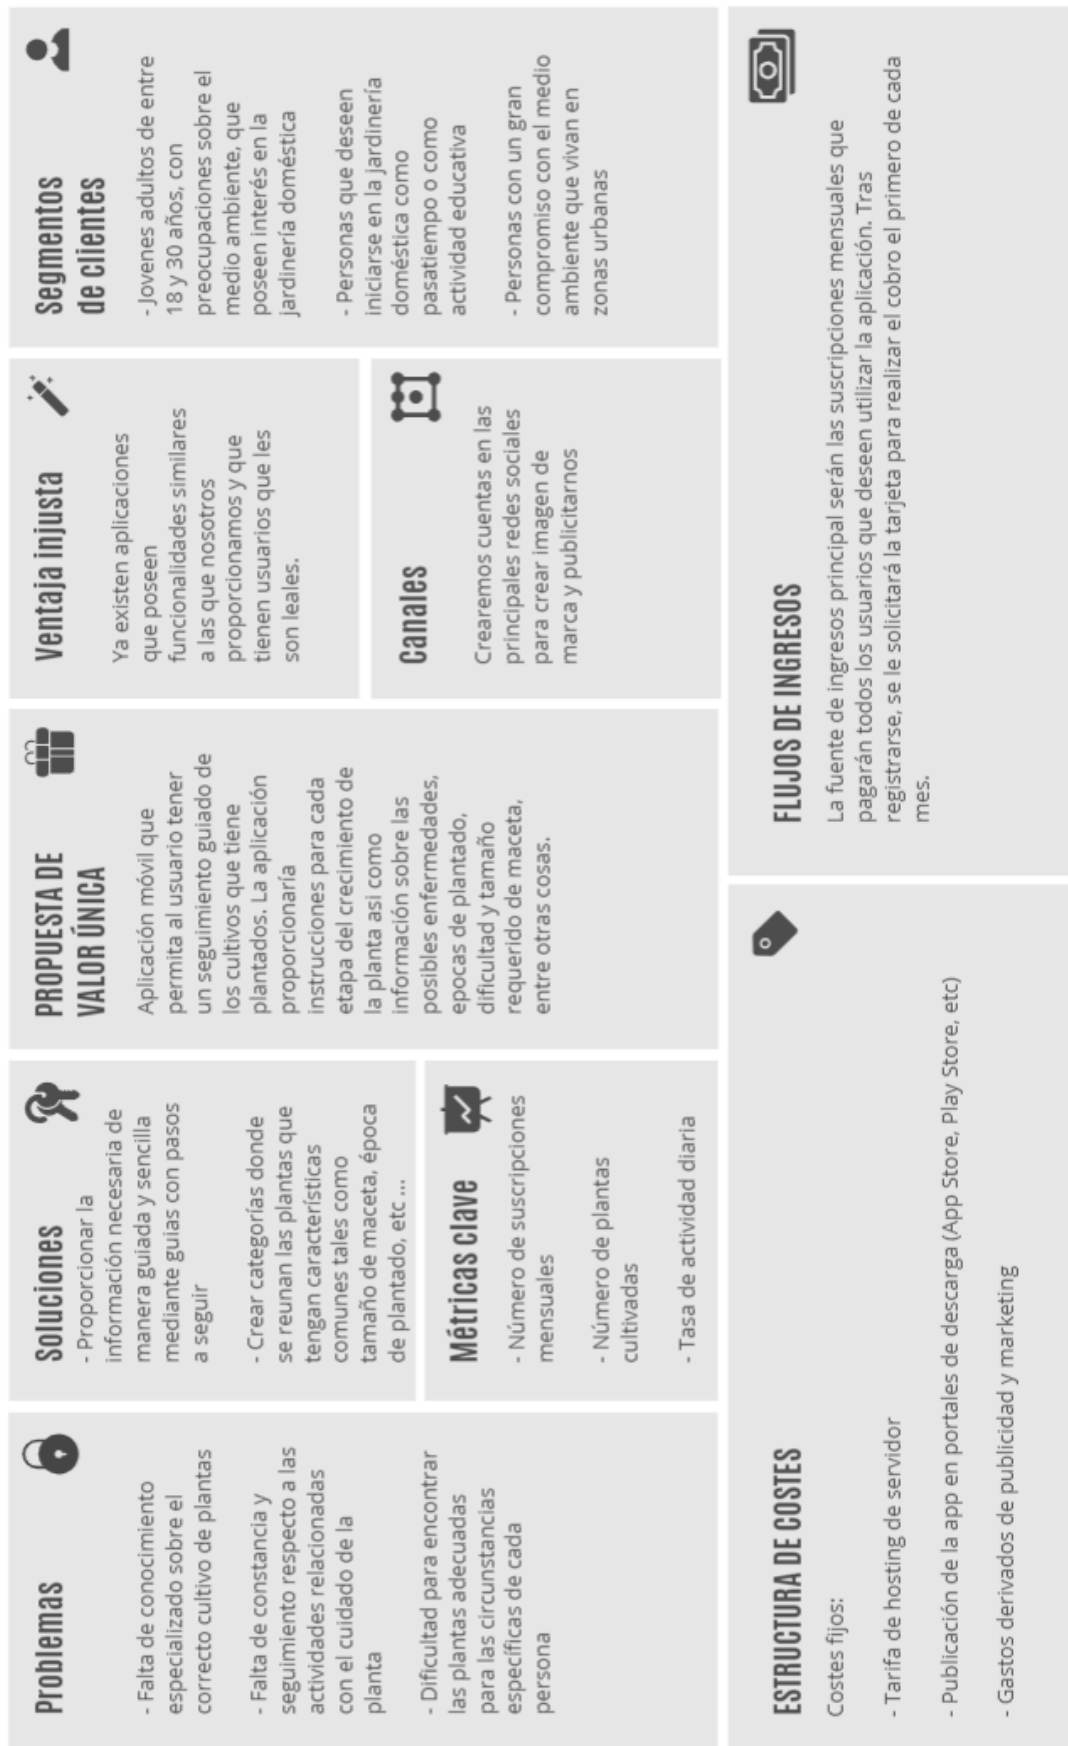 Problemas
- Falta de conocimiento
especializado sobre el
correcto cultivo de plantas
- Falta de constancia y
seguimiento respecto a las
actividades relacionadas
con el cuidado de la
planta
- Dificultad para encontrar
las plantas adecuadas
para las circunstancias
específicas de cada
persona
Soluciones
- Proporcionar la
información necesaria de
manera guiada y sencilla
mediante guias con pasos
a seguir
- Crear categorías donde
se reunan las plantas que
tengan características
comunes tales como
tamaño de maceta, época
de plantado, etc ...
Métricas clave
- Número de suscripciones
mensuales
- Número de plantas
cultivadas
- Tasa de actividad diaria
PROPUESTA DE
VALOR ÚNICA
Aplicación móvil que
permita al usuario tener
un seguimiento guiado de
los cultivos que tiene
plantados. La aplicación
proporcionaría
instrucciones para cada
etapa del crecimiento de
la planta asi como
información sobre las
posibles enfermedades,
epocas de plantado,
dificultad y tamaño
requerido de maceta,
entre otras cosas.
Ventaja injusta
Ya existen aplicaciones
que poseen
funcionalidades similares
a las que nosotros
proporcionamos y que
tienen usuarios que les
son leales.
Canales
Crearemos cuentas en las
principales redes sociales
para crear imagen de
marca y publicitarnos
Segmentos
de clientes
- Jovenes adultos de entre
18 y 30 años, con
preocupaciones sobre el
medio ambiente, que
poseen interés en la
jardinería doméstica
- Personas que deseen
iniciarse en la jardinería
doméstica como
pasatiempo o como
actividad educativa
- Personas con un gran
compromiso con el medio
ambiente que vivan en
zonas urbanas
ESTRUCTURA DE COSTES
Costes fijos:
- Tarifa de hosting de servidor
- Publicación de la app en portales de descarga (App Store, Play Store, etc)
- Gastos derivados de publicidad y marketing
FLUJOS DE INGRESOS
La fuente de ingresos principal serán las suscripciones mensuales que
pagarán todos los usuarios que deseen utilizar la aplicación. Tras
registrarse, se le solicitará la tarjeta para realizar el cobro el primero de cada
mes.